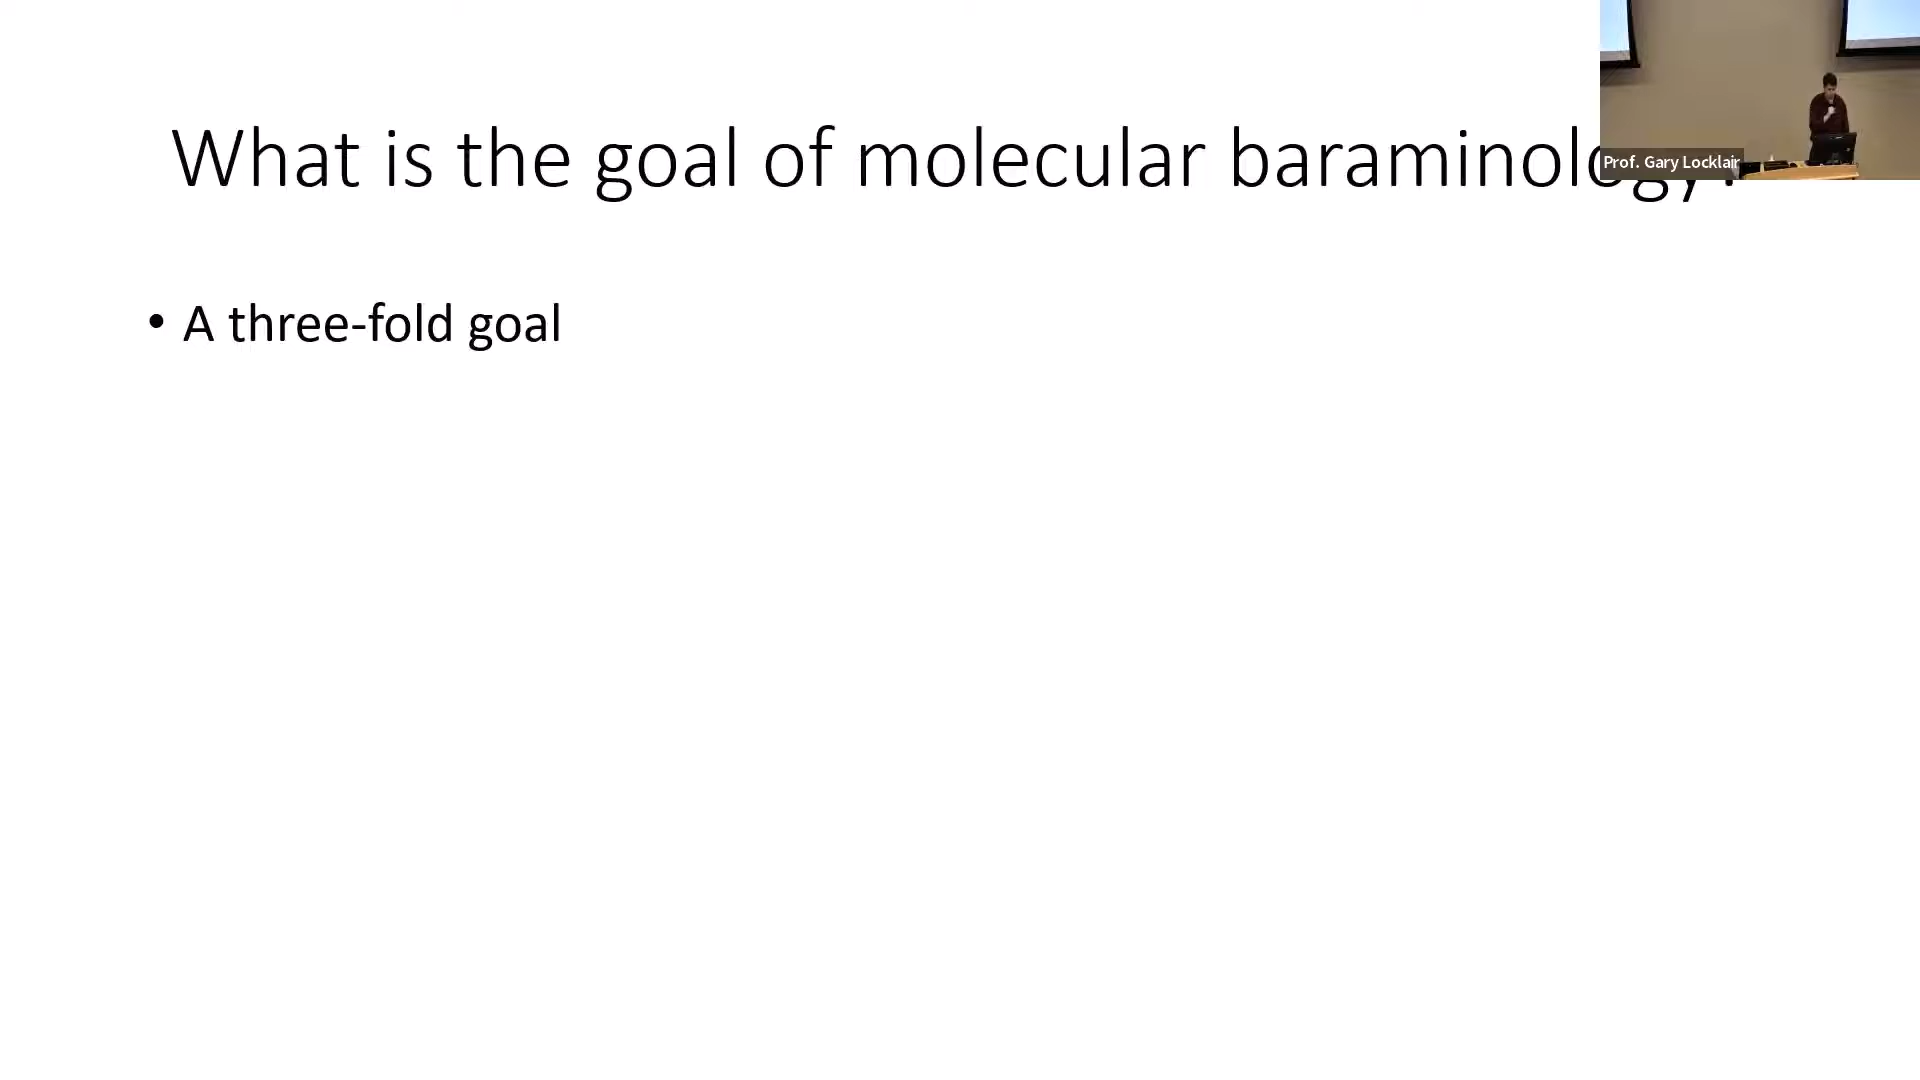 What is the goal of molecular baraminology?
Prof. Gary Locklair
• A three-fold goal